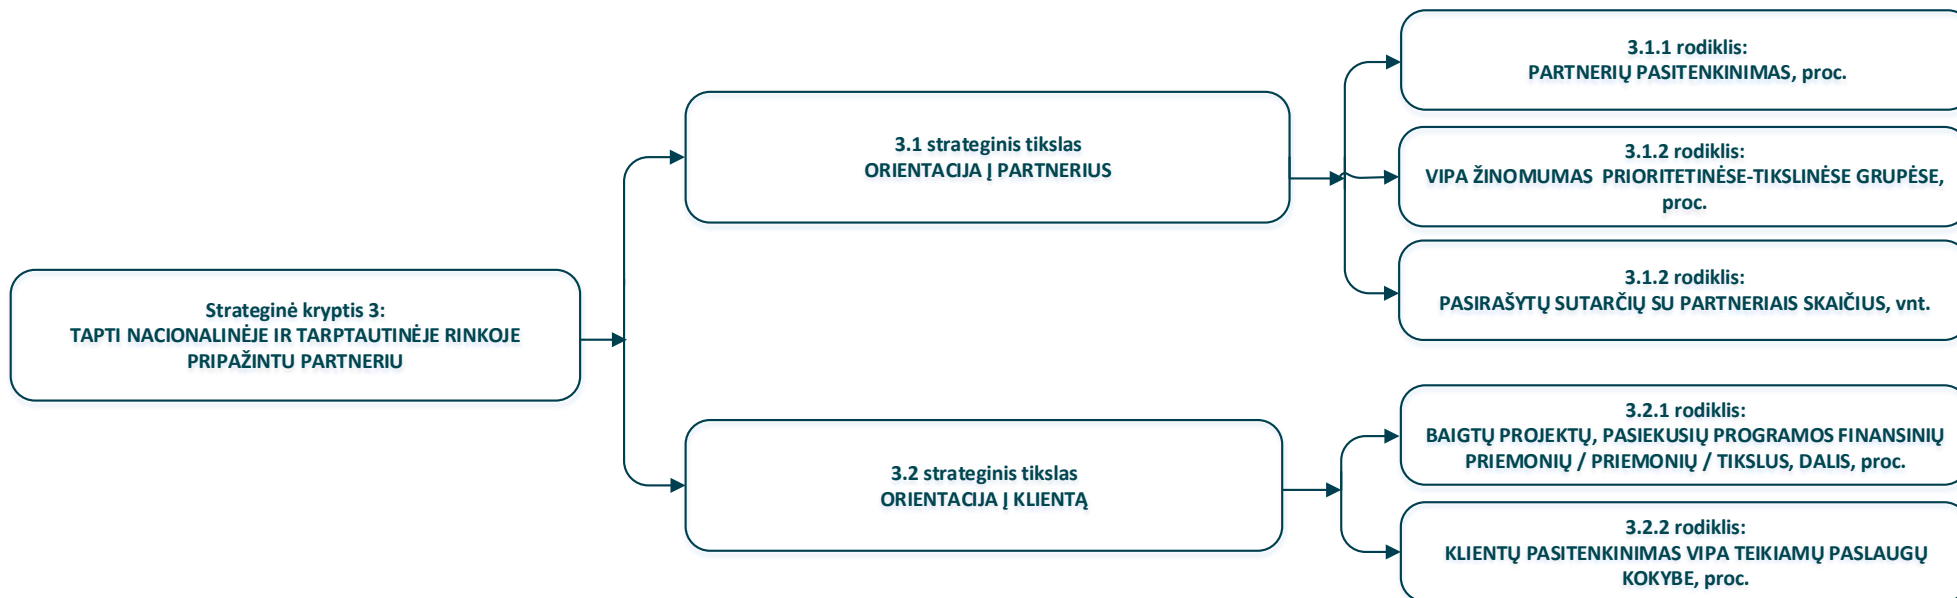 Strateginė kryptis 3:
TAPTI NACIONALINĖJE IR TARPTAUTINĖJE RINKOJE
PRIPAŽINTU PARTNERIU
3.1 strateginis tikslas
ORIENTACIJA Į PARTNERIUS
3.1.1 rodiklis:
PARTNERIŲ PASITENKINIMAS, proc.
3.1.2 rodiklis:
VIPA ŽINOMUMAS PRIORITETINĖSE-TIKSLINĖSE GRUPĖSE,
proc.
3.1.2 rodiklis:
PASIRAŠYTŲ SUTARČIŲ SU PARTNERIAIS SKAIČIUS, vnt.
3.2 strateginis tikslas
ORIENTACIJA Į KLIENTĄ
3.2.1 rodiklis:
BAIGTŲ PROJEKTŲ, PASIEKUSIŲ PROGRAMOS FINANSINIŲ
PRIEMONIŲ / PRIEMONIŲ / TIKSLUS, DALIS, proc.
3.2.2 rodiklis:
KLIENTŲ PASITENKINIMAS VIPA TEIKIAMŲ PASLAUGŲ
KOKYBE, proc.